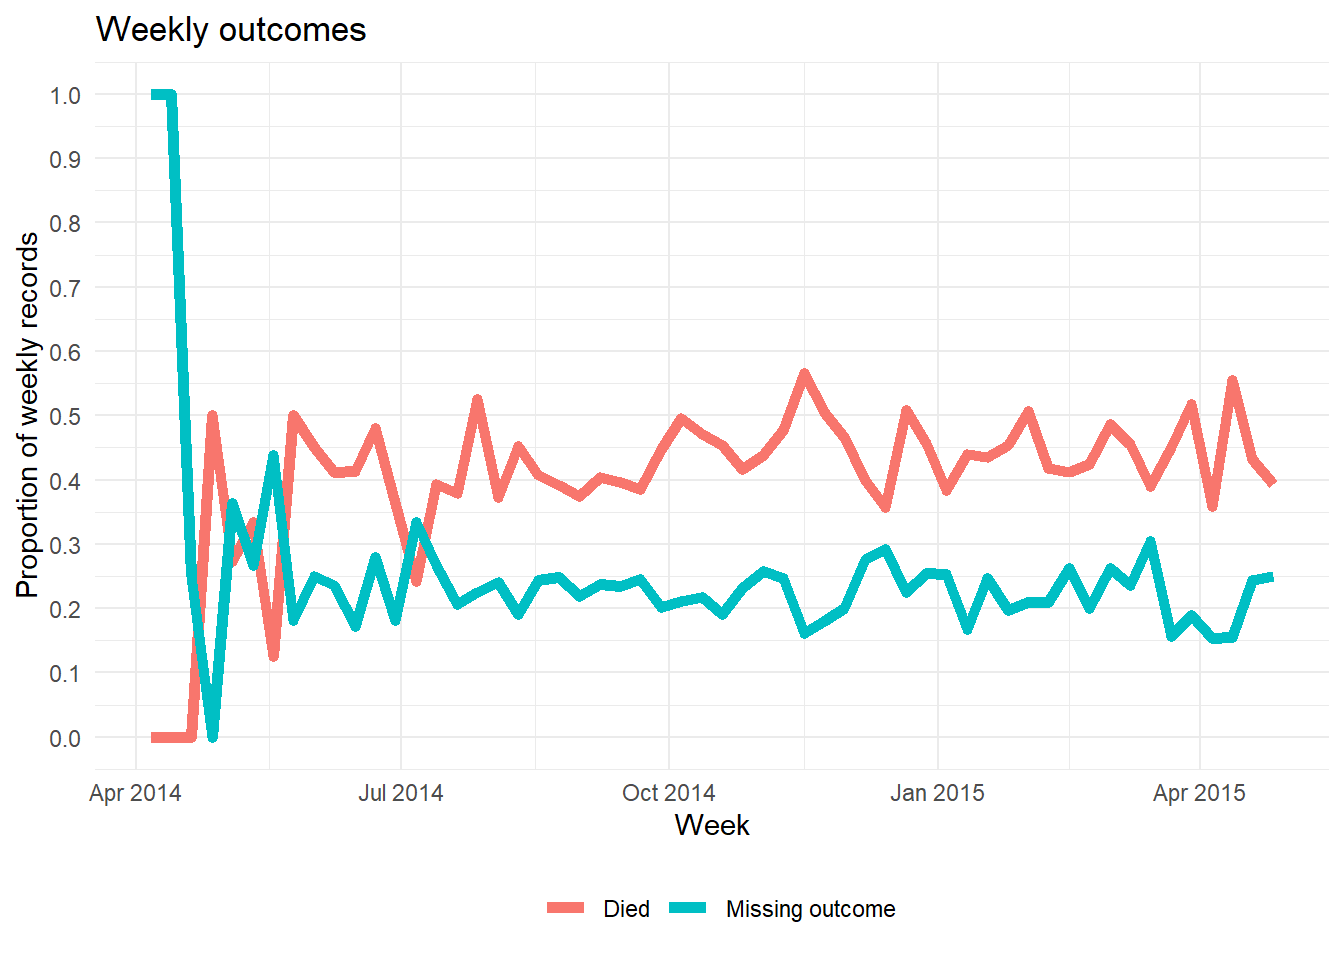 Weekly outcomes
Proportion of weekly records
1.0
0.9
0.8
0.7
0.6
0.5
0.4
0.3
0.2
0.1
0.0
Apr 2014 Jul 2014 Oct 2014 Jan 2015 Apr 2015
Week
Died Missing outcome